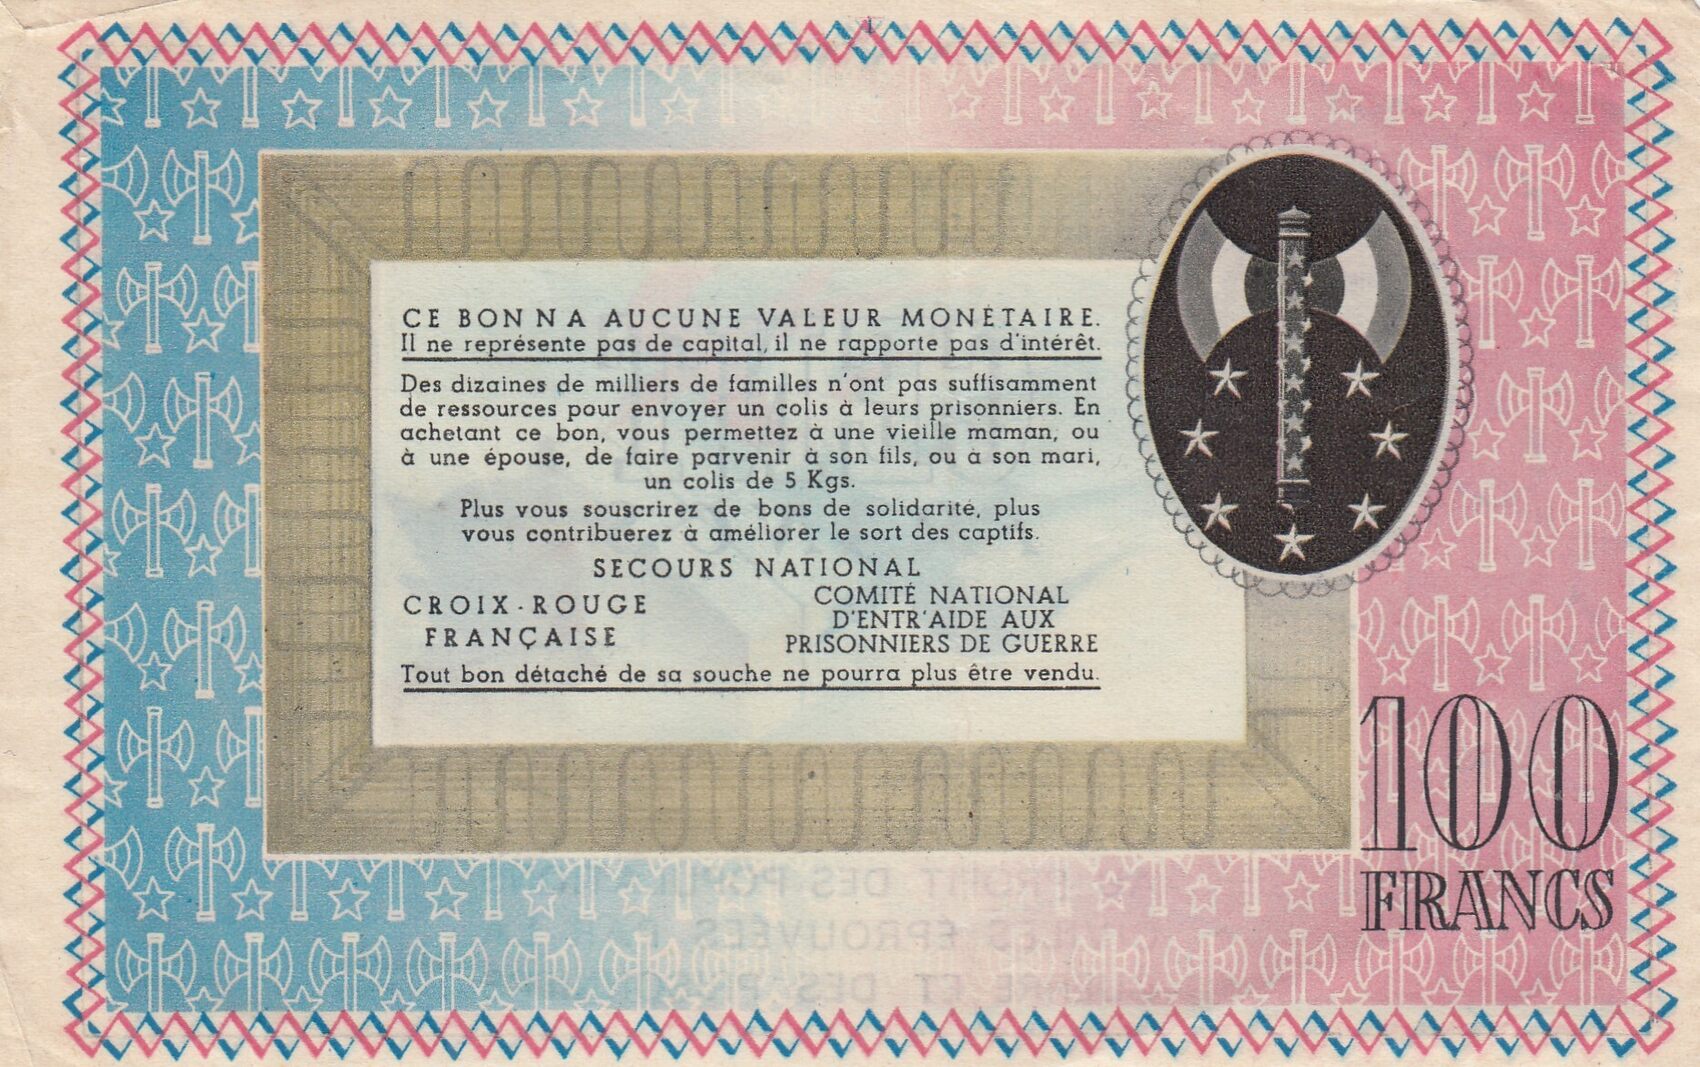 CE BON N A AUCUNE VALEUR MONÉTAIRE.
Il ne représente pas de capital, il ne rapporte pas d'intérêt.
Des dizaines de milliers de familles n'ont pas suffisamment
de ressources pour envoyer un colis à leurs prisonniers. En
achetant ce bon, vous permettez à une vieille maman, ou
à une épouse, de faire parvenir à son fils, ou à son mari,
un colis de 5 Kgs.
Plus vous souscrirez de bons de solidarité, plus
vous contribuerez à améliorer le sort des captifs.
SECOURS NATIONAL
CROIX-ROUGE
FRANÇAISE
COMITÉ NATIONAL
D'ENTR'AIDE AUX
PRISONNIERS DE GUERRE
Tout bon détaché de sa souche ne pourra plus être vendu.
100
FRANCS